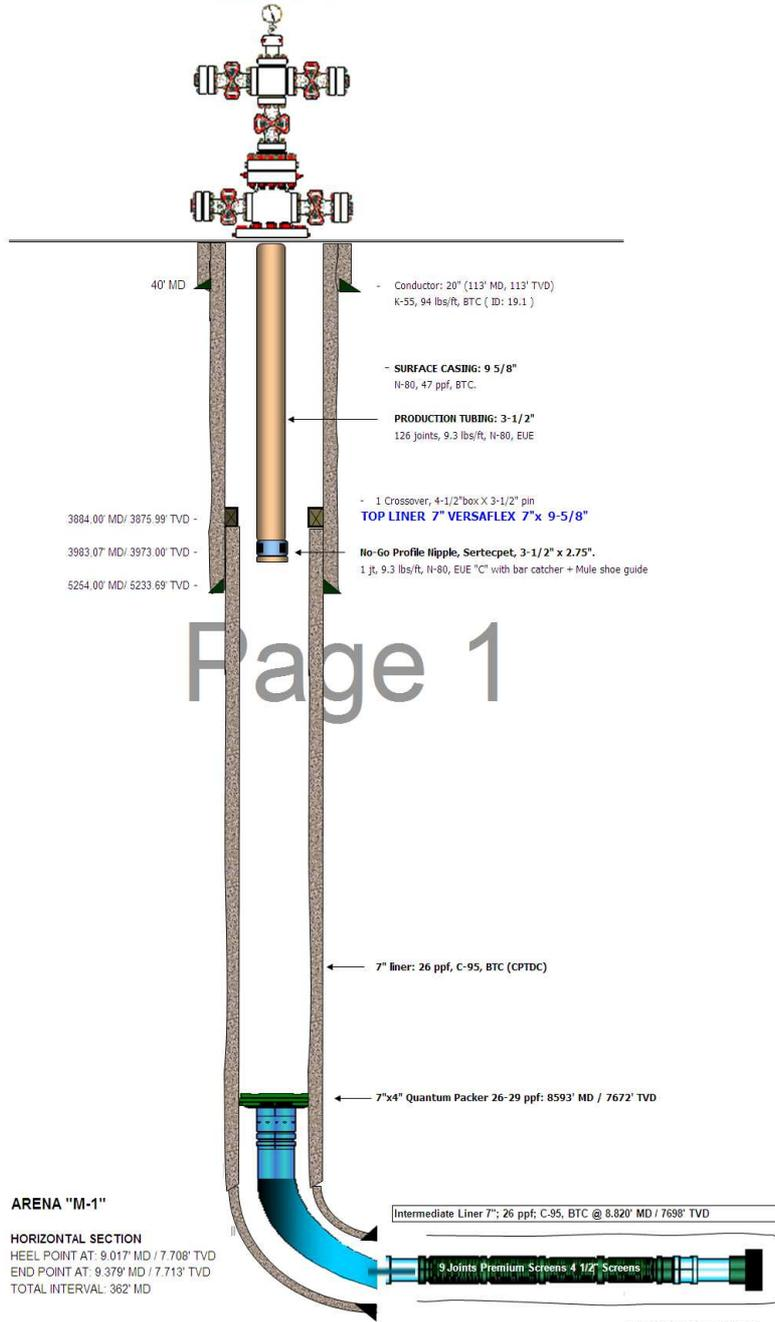 40' MD
- Conductor: 20" (113' MD, 113' TVD)
K-55, 94 lbs/ft, BTC ( ID: 19.1 )
- SURFACE CASING: 9 5/8"
N-80, 47 ppf, BTC.
PRODUCTION TUBING: 3-1/2"
126 joints, 9.3 lbs/ft, N-80, EUE
- 1 Crossover, 4-1/2"box X 3-1/2" pin
TOP LINER 7" VERSAFLEX 7"x 9-5/8"
3884.00' MD/ 3875.99' TVD -
3983.07' MD/ 3973.00' TVD -
No-Go Profile Nipple, Sertecpet, 3-1/2" x 2.75".
1 jt, 9.3 lbs/ft, N-80, EUE "C" with bar catcher + Mule shoe guide
5254.00' MD/ 5233.69' TVD -
Page 1
7" liner: 26 ppf, C-95, BTC (CPTDC)
7"x4" Quantum Packer 26-29 ppf: 8593' MD / 7672' TVD
ARENA "M-1"
Intermediate Liner 7"; 26 ppf; C-95, BTC @ 8.820' MD / 7698' TVD
HORIZONTAL SECTION
HEEL POINT AT: 9.017' MD / 7.708' TVD
END POINT AT: 9.379' MD / 7.713' TVD
TOTAL INTERVAL: 362' MD
9 Joints Premium Screens 4 1/2" Screens